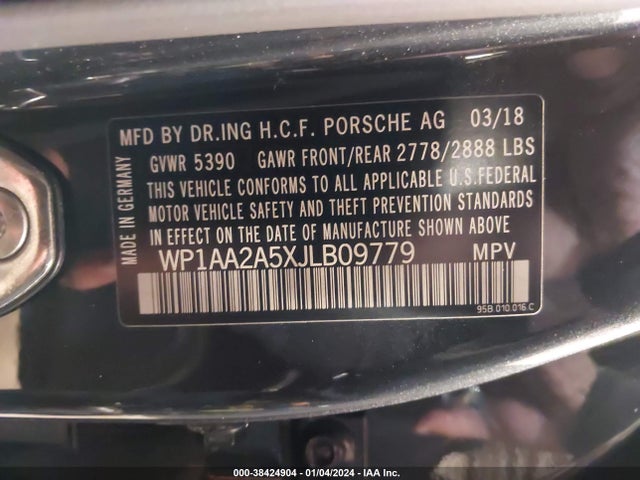 MFD BY DR.ING H.C.F. PORSCHE AG 03/18
GVWR 5390 GAWR FRONT/REAR 2778/2888 LBS
THIS VEHICLE CONFORMS TO ALL APPLICABLE U.S.FEDERAL
MOTOR VEHICLE SAFETY AND THEFT PREVENTION STANDARDS
IN EFFECT ON THE DATE OF MANUFACTURE SHOWN ABOVE
WP1AA2A5XJLB09779 MPV
95B 010 016 C
MADE IN GERMANY
000-38424904 - 01/04/2024 - IAA Inc.